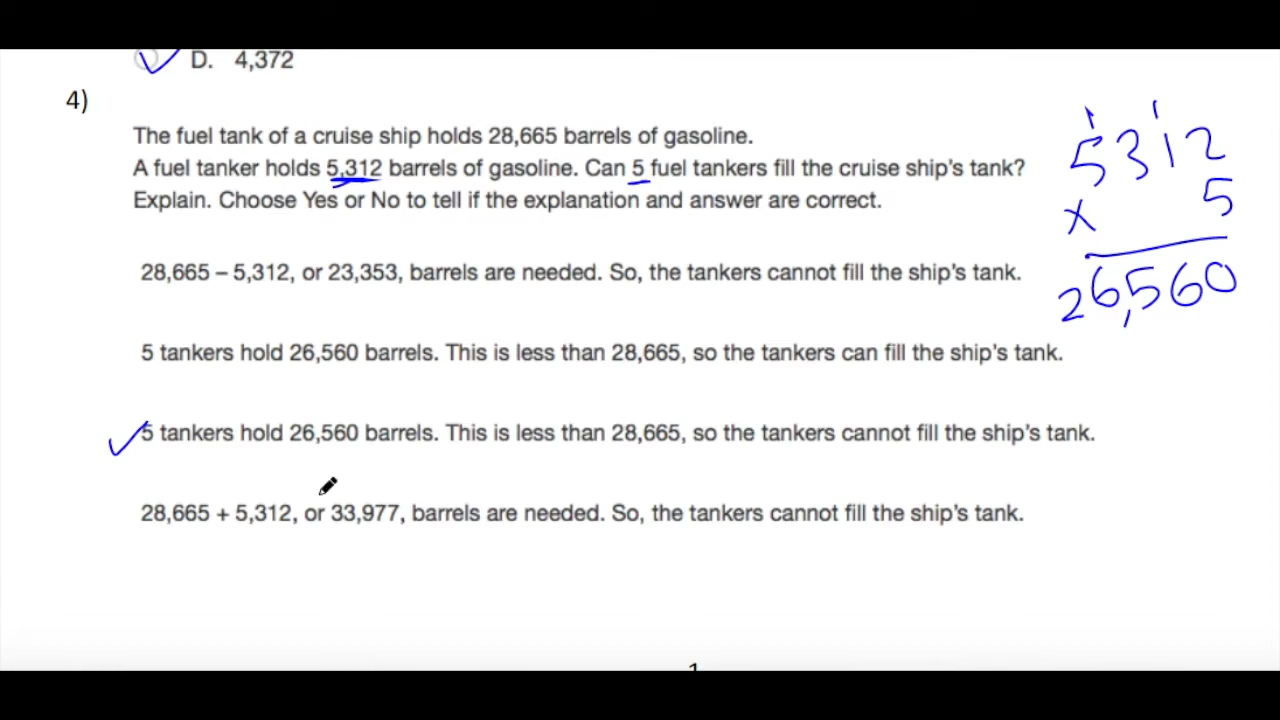 D. 4,372
4)
The fuel tank of a cruise ship holds 28,665 barrels of gasoline.
A fuel tanker holds 5,312 barrels of gasoline. Can 5 fuel tankers fill the cruise ship's tank?
Explain. Choose Yes or No to tell if the explanation and answer are correct.
28,665 – 5,312, or 23,353, barrels are needed. So, the tankers cannot fill the ship's tank.
5 tankers hold 26,560 barrels. This is less than 28,665, so the tankers can fill the ship's tank.
5 tankers hold 26,560 barrels. This is less than 28,665, so the tankers cannot fill the ship's tank.
28,665 + 5,312, or 33,977, barrels are needed. So, the tankers cannot fill the ship's tank.
1 1
5312
x 5
26,560